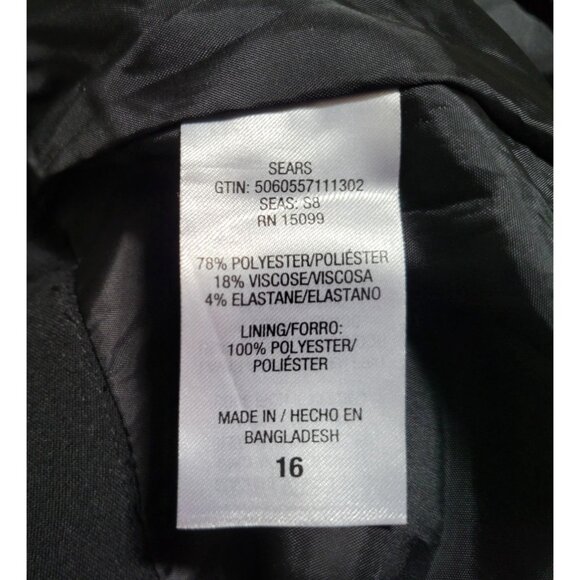 SEARS
GTIN: 5060557111302
SEAS: S8
RN 15099
78% POLYESTER/POLIÉSTER
18% VISCOSE/VISCOSA
4% ELASTANE/ELASTANO
LINING/FORRO:
100% POLYESTER/
POLIÉSTER
MADE IN / HECHO EN
BANGLADESH
16